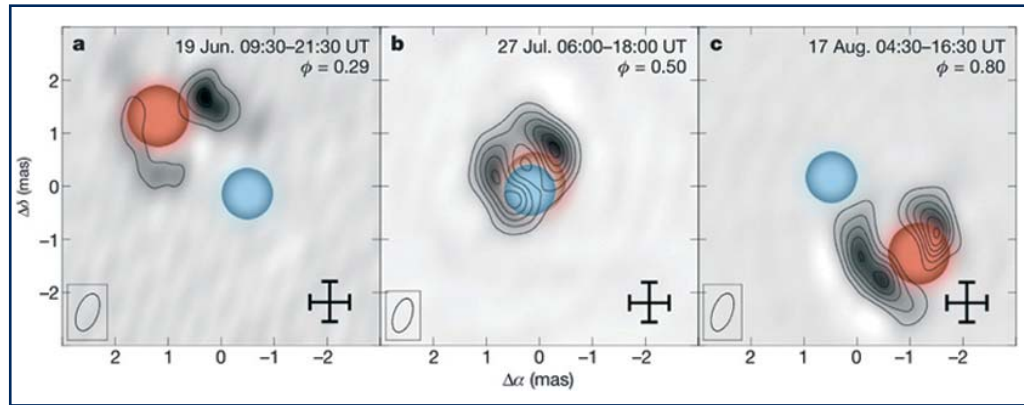 a
19 Jun. 09:30–21:30 UT
ϕ = 0.29
b
27 Jul. 06:00–18:00 UT
ϕ = 0.50
c
17 Aug. 04:30–16:30 UT
ϕ = 0.80
2
1
0
−1
−2
Δδ (mas)
2 1 0 −1 −2 2 1 0 −1 −2 2 1 0 −1 −2
Δα (mas)